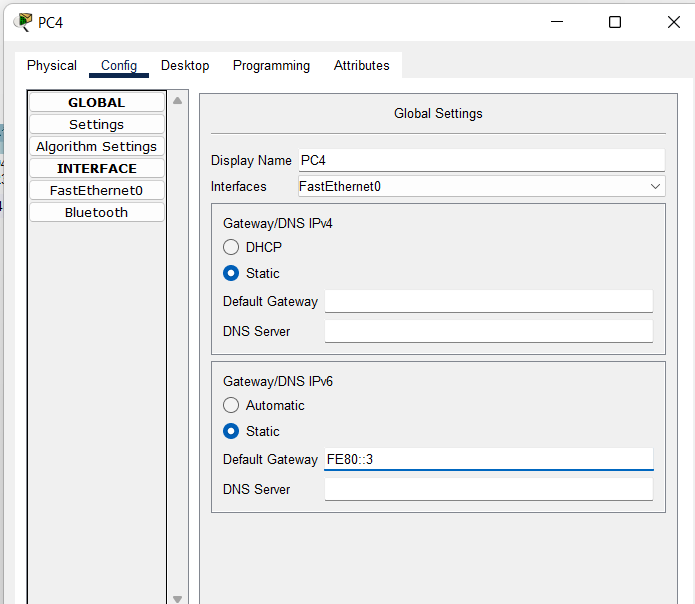 PC4
Physical Config Desktop Programming Attributes
GLOBAL
Settings
Algorithm Settings
INTERFACE
FastEthernet0
Bluetooth
Global Settings
Display Name PC4
Interfaces FastEthernet0
Gateway/DNS IPv4
DHCP
Static
Default Gateway
DNS Server
Gateway/DNS IPv6
Automatic
Static
Default Gateway FE80::3
DNS Server